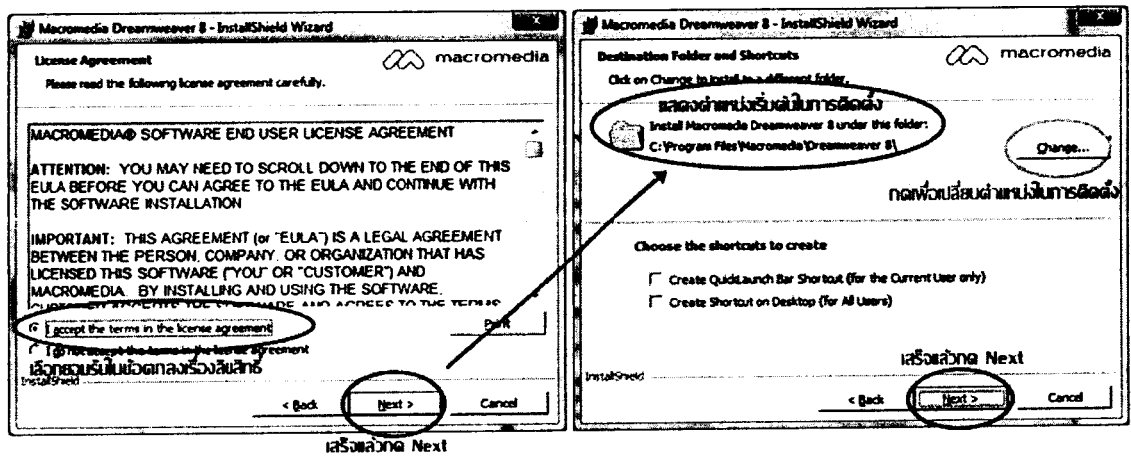 Macromedia Dreamweaver 8 - InstallShield Wizard
License Agreement
Please read the following license agreement carefully.
macromedia
MACROMEDIA® SOFTWARE END USER LICENSE AGREEMENT
ATTENTION: YOU MAY NEED TO SCROLL DOWN TO THE END OF THIS
EULA BEFORE YOU CAN AGREE TO THE EULA AND CONTINUE WITH
THE SOFTWARE INSTALLATION
IMPORTANT: THIS AGREEMENT (or "EULA") IS A LEGAL AGREEMENT
BETWEEN THE PERSON, COMPANY, OR ORGANIZATION THAT HAS
LICENSED THIS SOFTWARE ("YOU" OR "CUSTOMER") AND
MACROMEDIA. BY INSTALLING AND USING THE SOFTWARE,
CUSTOMER ACCEPTS THE SOFTWARE AND AGREES TO THE TERMS
I accept the terms in the license agreement
Print
I do not accept the terms in the license agreement
เลือกยอมรับในข้อตกลงเรื่องลิขสิทธิ์
InstallShield
< Back
Next >
Cancel
เสร็จแล้วกด Next
Macromedia Dreamweaver 8 - InstallShield Wizard
Destination Folder and Shortcuts
Click on Change to install to a different folder.
macromedia
แสดงตำแหน่งเริ่มต้นในการติดตั้ง
Install Macromedia Dreamweaver 8 under this folder:
C:\Program Files\Macromedia\Dreamweaver 8\
Change...
กดเพื่อเปลี่ยนตำแหน่งในการติดตั้ง
Choose the shortcuts to create
Create QuickLaunch Bar Shortcut (for the Current User only)
Create Shortcut on Desktop (for All Users)
เสร็จแล้วกด Next
InstallShield
< Back
Next >
Cancel